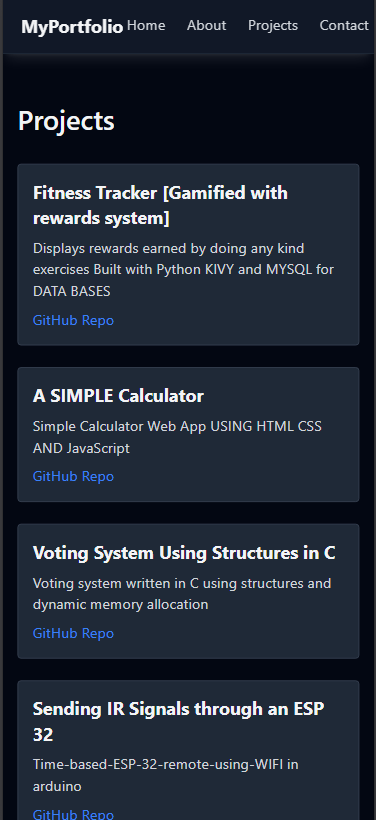 MyPortfolio Home About Projects Contact
Projects
Fitness Tracker [Gamified with
rewards system]
Displays rewards earned by doing any kind
exercises Built with Python KIVY and MYSQL for
DATA BASES
GitHub Repo
A SIMPLE Calculator
Simple Calculator Web App USING HTML CSS
AND JavaScript
GitHub Repo
Voting System Using Structures in C
Voting system written in C using structures and
dynamic memory allocation
GitHub Repo
Sending IR Signals through an ESP
32
Time-based-ESP-32-remote-using-WIFI in
arduino
GitHub Repo